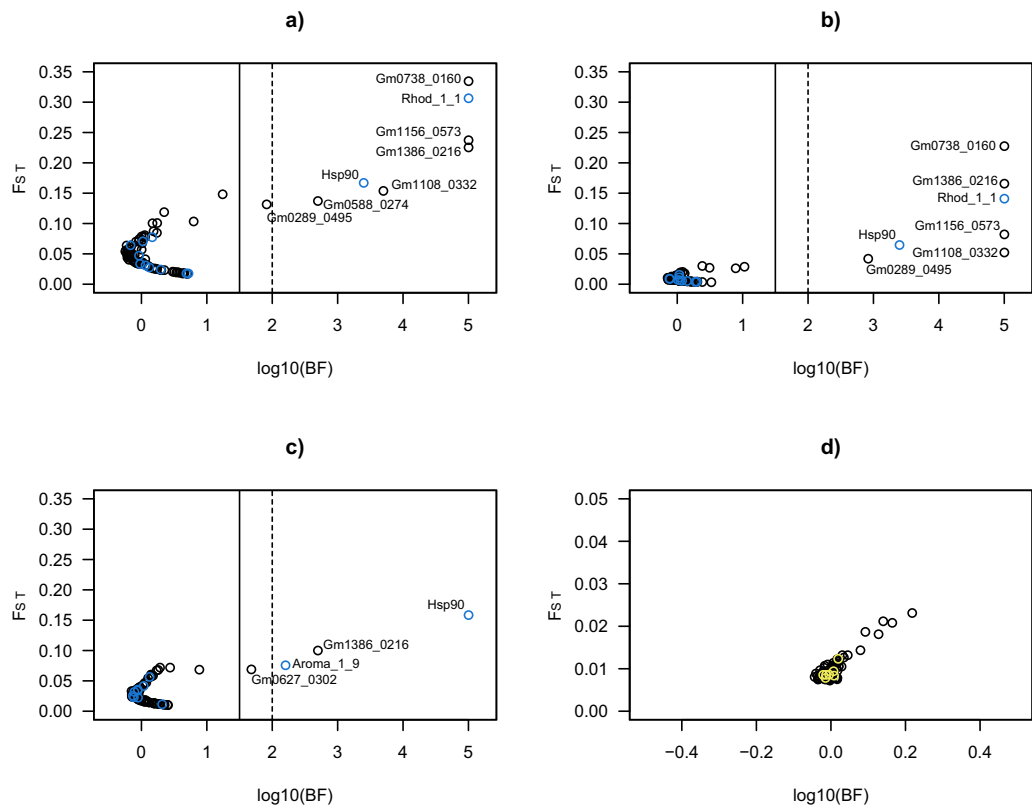 a)
0.35
0.30
0.25
0.20
0.15
0.10
0.05
0.00
FST
Gm0738_0160
Rhod_1_1
Gm1156_0573
Gm1386_0216
Hsp90
Gm1108_0332
Gm0588_0274
Gm0289_0495
0 1 2 3 4 5
log10(BF)
b)
0.35
0.30
0.25
0.20
0.15
0.10
0.05
0.00
FST
Gm0738_0160
Gm1386_0216
Rhod_1_1
Gm1156_0573
Hsp90
Gm1108_0332
Gm0289_0495
0 1 2 3 4 5
log10(BF)
c)
0.35
0.30
0.25
0.20
0.15
0.10
0.05
0.00
FST
Hsp90
Gm1386_0216
Aroma_1_9
Gm0627_0302
0 1 2 3 4 5
log10(BF)
d)
0.05
0.04
0.03
0.02
0.01
0.00
FST
−0.4 −0.2 0.0 0.2 0.4
log10(BF)